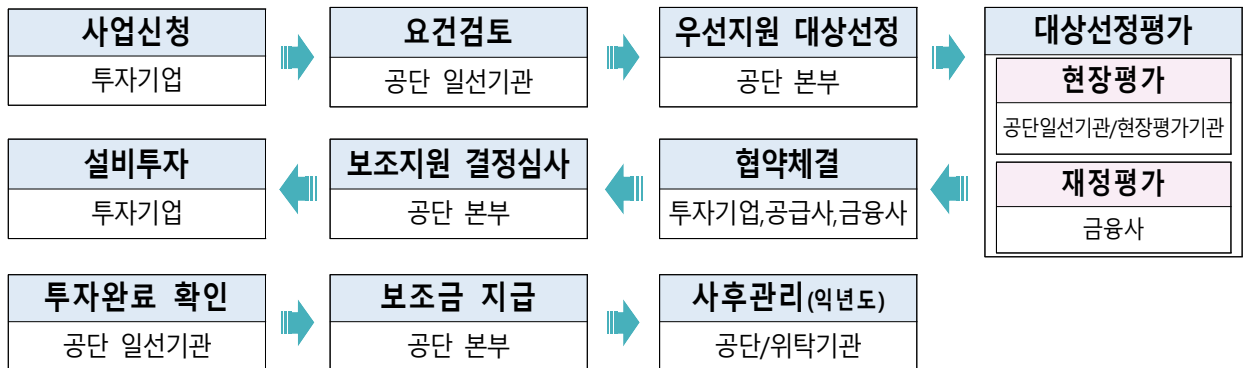 사업신청
투자기업
요건검토
공단 일선기관
우선지원 대상선정
공단 본부
대상선정평가
현장평가
공단일선기관/현장평가기관
재정평가
금융사
협약체결
투자기업,공급사,금융사
보조지원 결정심사
공단 본부
설비투자
투자기업
투자완료 확인
공단 일선기관
보조금 지급
공단 본부
사후관리(익년도)
공단/위탁기관